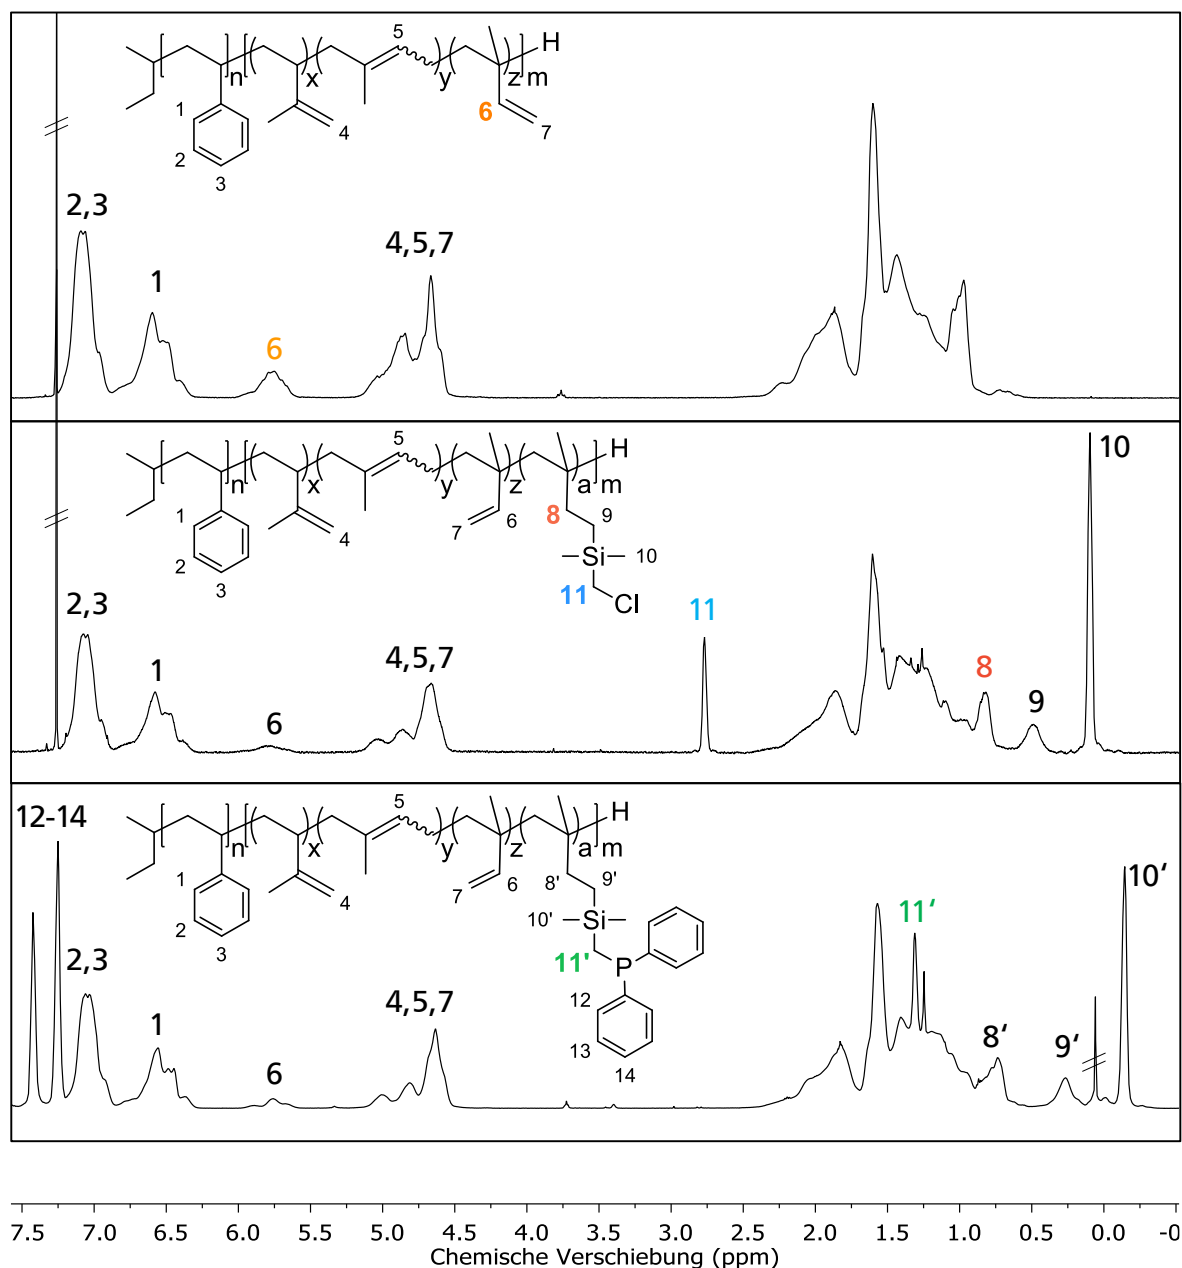 5
H
n
x
y
z
m
1
6
4
7
2
3
2,3
4,5,7
1
6
5
H
10
n
x
y
z
a
m
1
7
6
8
9
4
2
Si
10
3
11
Cl
2,3
11
4,5,7
1
8
6
9
12-14
5
H
n
x
y
z
a
m
1
7
6
8'
9'
4
10‘
2
10'
Si
11‘
3
11'
P
2,3
12
4,5,7
1
13
8‘
9‘
6
14
7.5 7.0 6.5 6.0 5.5 5.0 4.5 4.0 3.5 3.0 2.5 2.0 1.5 1.0 0.5 0.0 -0
Chemische Verschiebung (ppm)